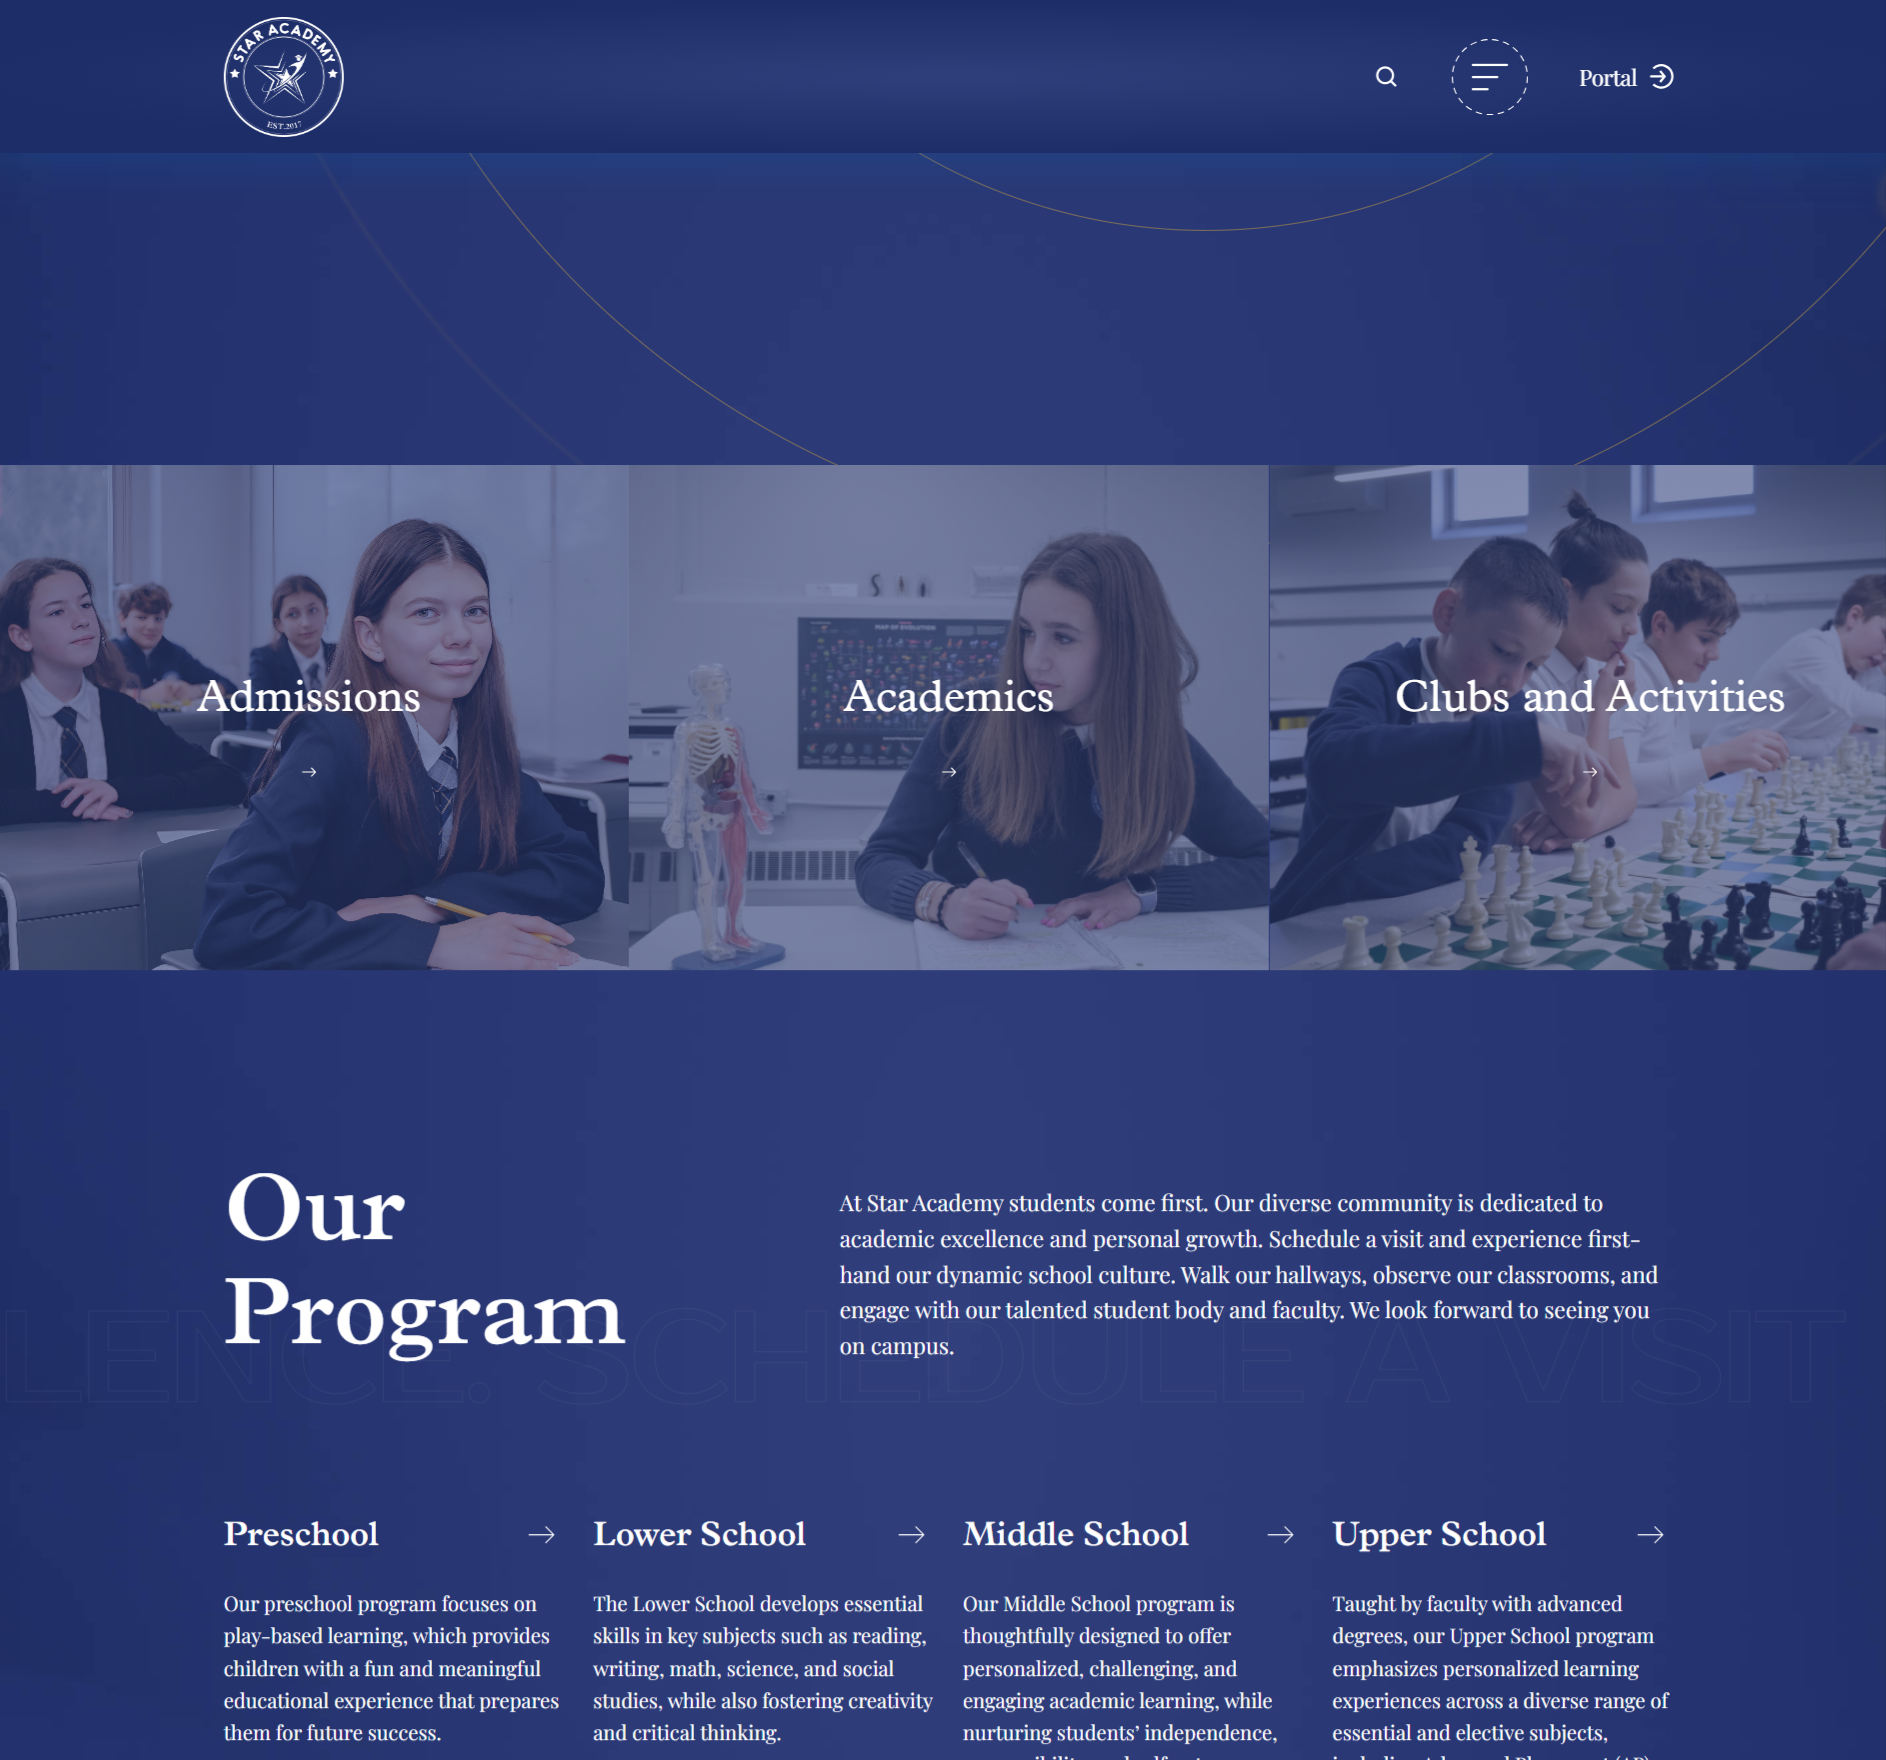 STAR ACADEMY
EST.2017
Portal
MAP OF EVOLUTION
Admissions
Academics
Clubs and Activities
Our
Program
At Star Academy students come first. Our diverse community is dedicated to
academic excellence and personal growth. Schedule a visit and experience first-
hand our dynamic school culture. Walk our hallways, observe our classrooms, and
engage with our talented student body and faculty. We look forward to seeing you
on campus.
LENCE. SCHEDULE A VISIT
Preschool
Our preschool program focuses on
play-based learning, which provides
children with a fun and meaningful
educational experience that prepares
them for future success.
Lower School
The Lower School develops essential
skills in key subjects such as reading,
writing, math, science, and social
studies, while also fostering creativity
and critical thinking.
Middle School
Our Middle School program is
thoughtfully designed to offer
personalized, challenging, and
engaging academic learning, while
nurturing students’ independence,
Upper School
Taught by faculty with advanced
degrees, our Upper School program
emphasizes personalized learning
experiences across a diverse range of
essential and elective subjects,